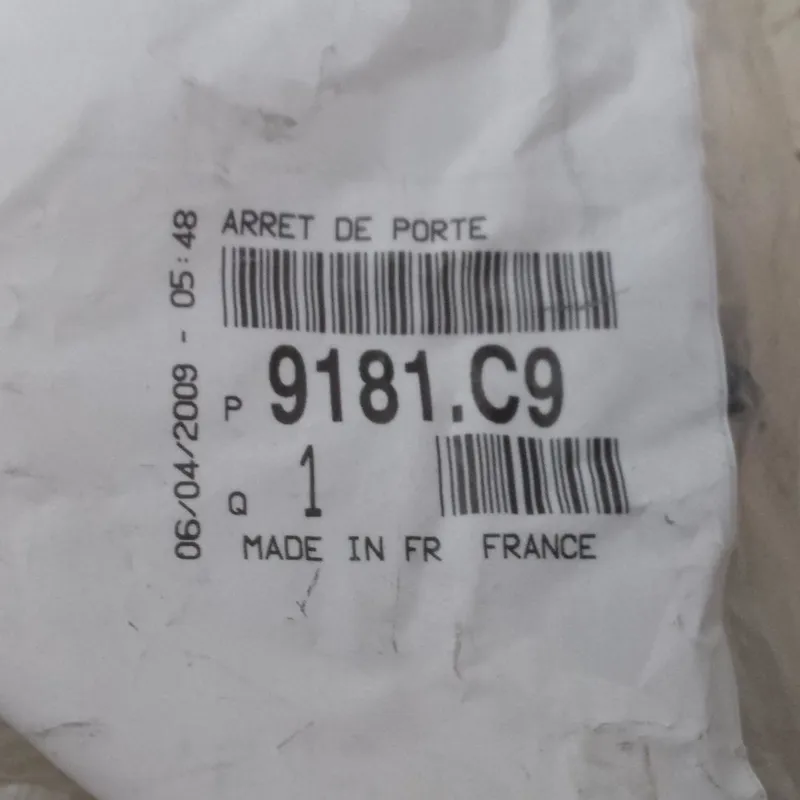 ARRET DE PORTE
P 9181.C9
Q 1
MADE IN FR FRANCE
06/04/2009 - 05:48